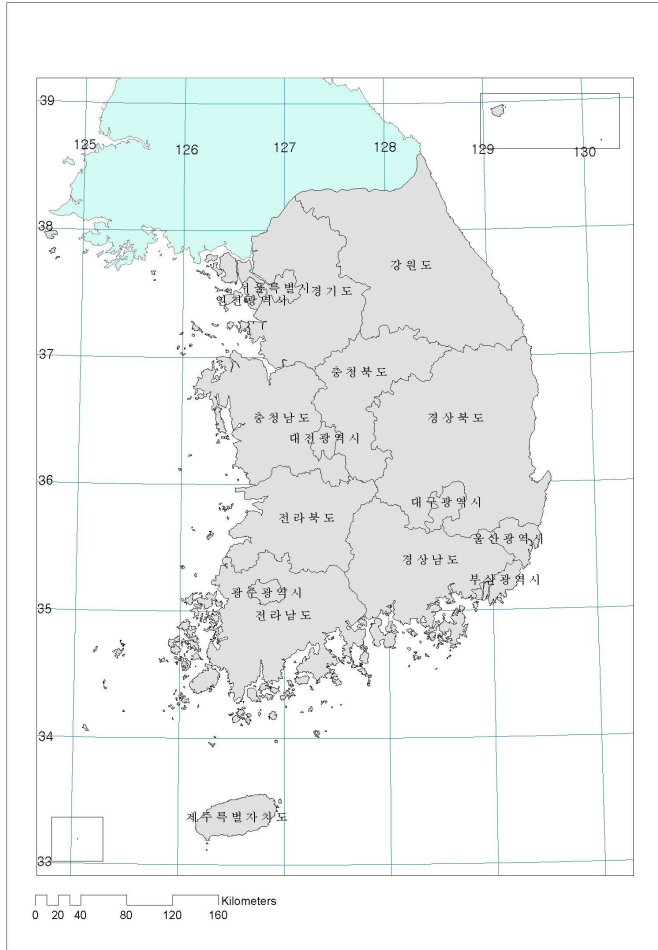 39
125
126
127
128
129
130
38
강원도
서울특별시
경기도
인천광역시
37
충청북도
충청남도
경상북도
대전광역시
36
대구광역시
전라북도
울산광역시
경상남도
부산광역시
광주광역시
35
전라남도
34
제주특별자치도
33
Kilometers
0 20 40 80 120 160